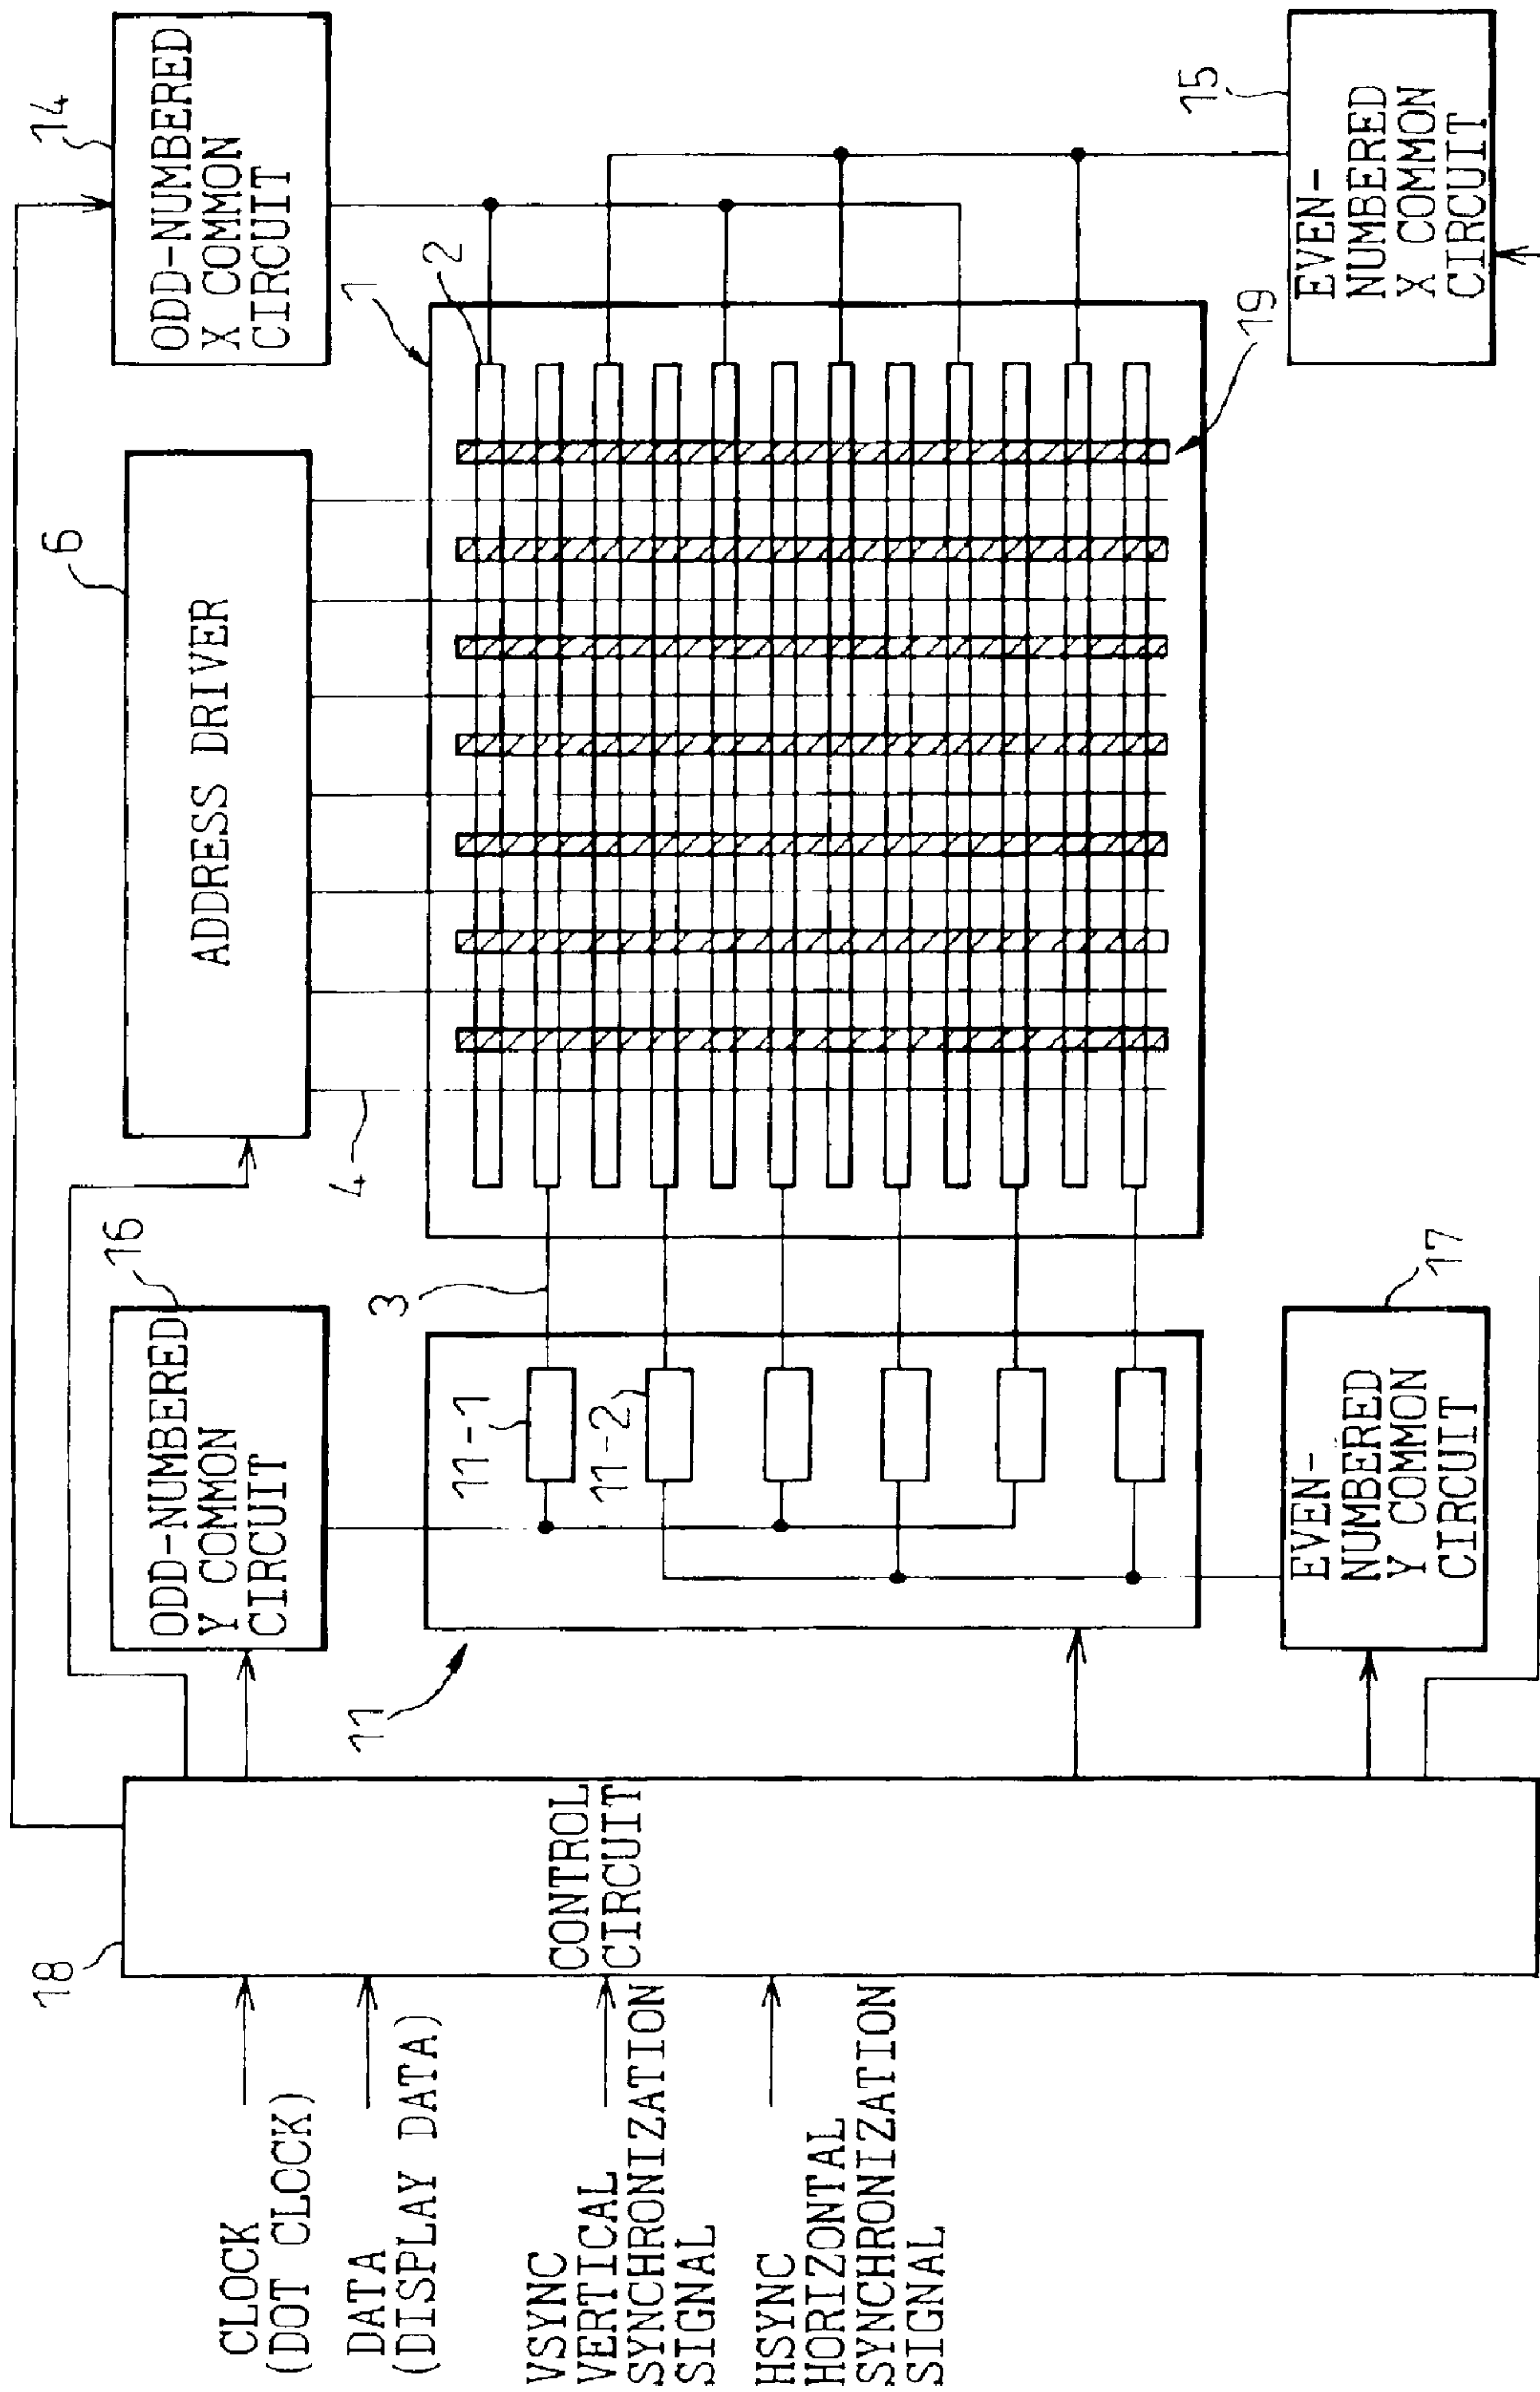 CLOCK
(DOT CLOCK)
DATA
(DISPLAY DATA)
VSYNC
VERTICAL
SYNCHRONIZATION
SIGNAL
HSYNC
HORIZONTAL
SYNCHRONIZATION
SIGNAL
18
CONTROL
CIRCUIT
16
ODD-NUMBERED
Y COMMON
CIRCUIT
11
11-1
11-2
3
17
EVEN-
NUMBERED
Y COMMON
CIRCUIT
6
ADDRESS DRIVER
4
1
2
19
14
ODD-NUMBERED
X COMMON
CIRCUIT
15
EVEN-
NUMBERED
X COMMON
CIRCUIT